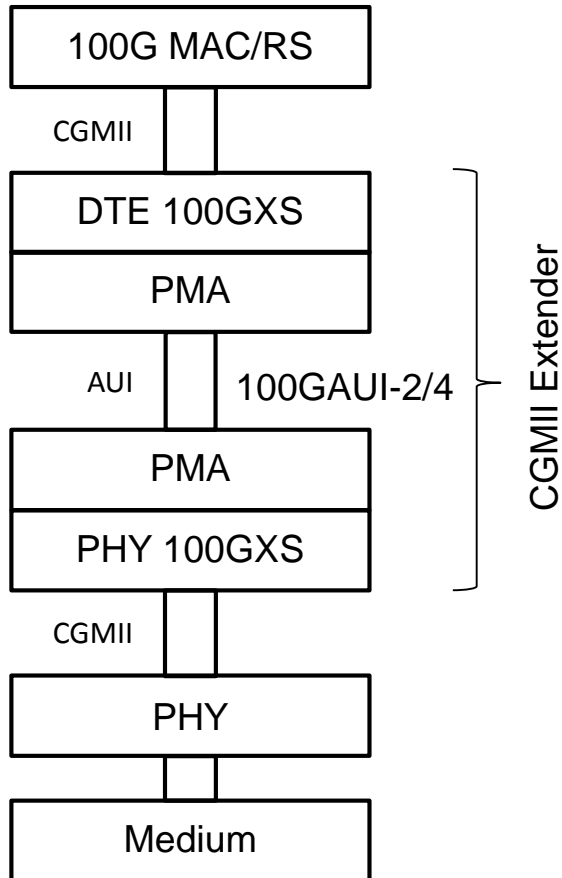 100G MAC/RS
CGMII
DTE 100GXS
PMA
AUI
100GAUI-2/4
PMA
PHY 100GXS
CGMII
PHY
Medium
CGMII Extender